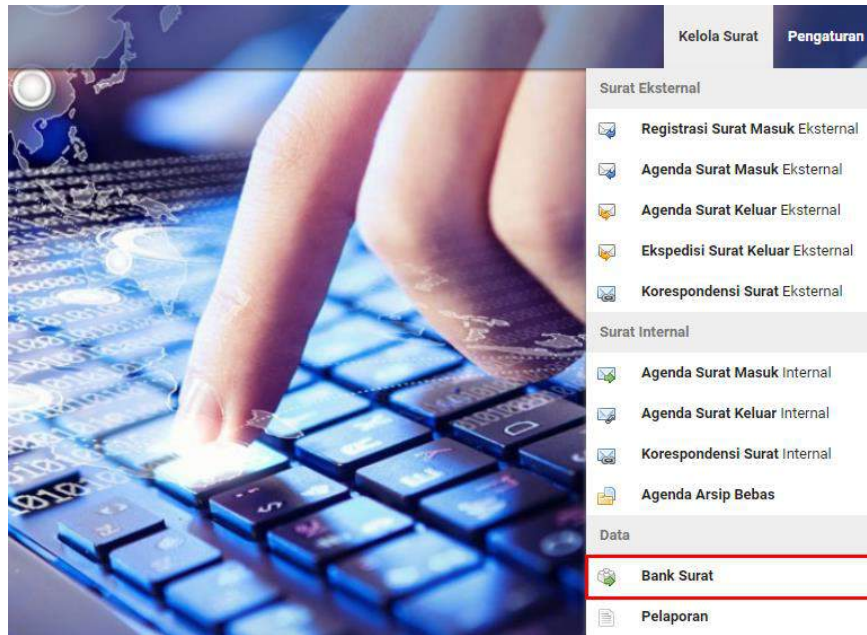 Kelola Surat Pengaturan
Surat Eksternal
Registrasi Surat Masuk Eksternal
Agenda Surat Masuk Eksternal
Agenda Surat Keluar Eksternal
Ekspedisi Surat Keluar Eksternal
Korespondensi Surat Eksternal
Surat Internal
Agenda Surat Masuk Internal
Agenda Surat Keluar Internal
Korespondensi Surat Internal
Agenda Arsip Bebas
Data
Bank Surat
Pelaporan